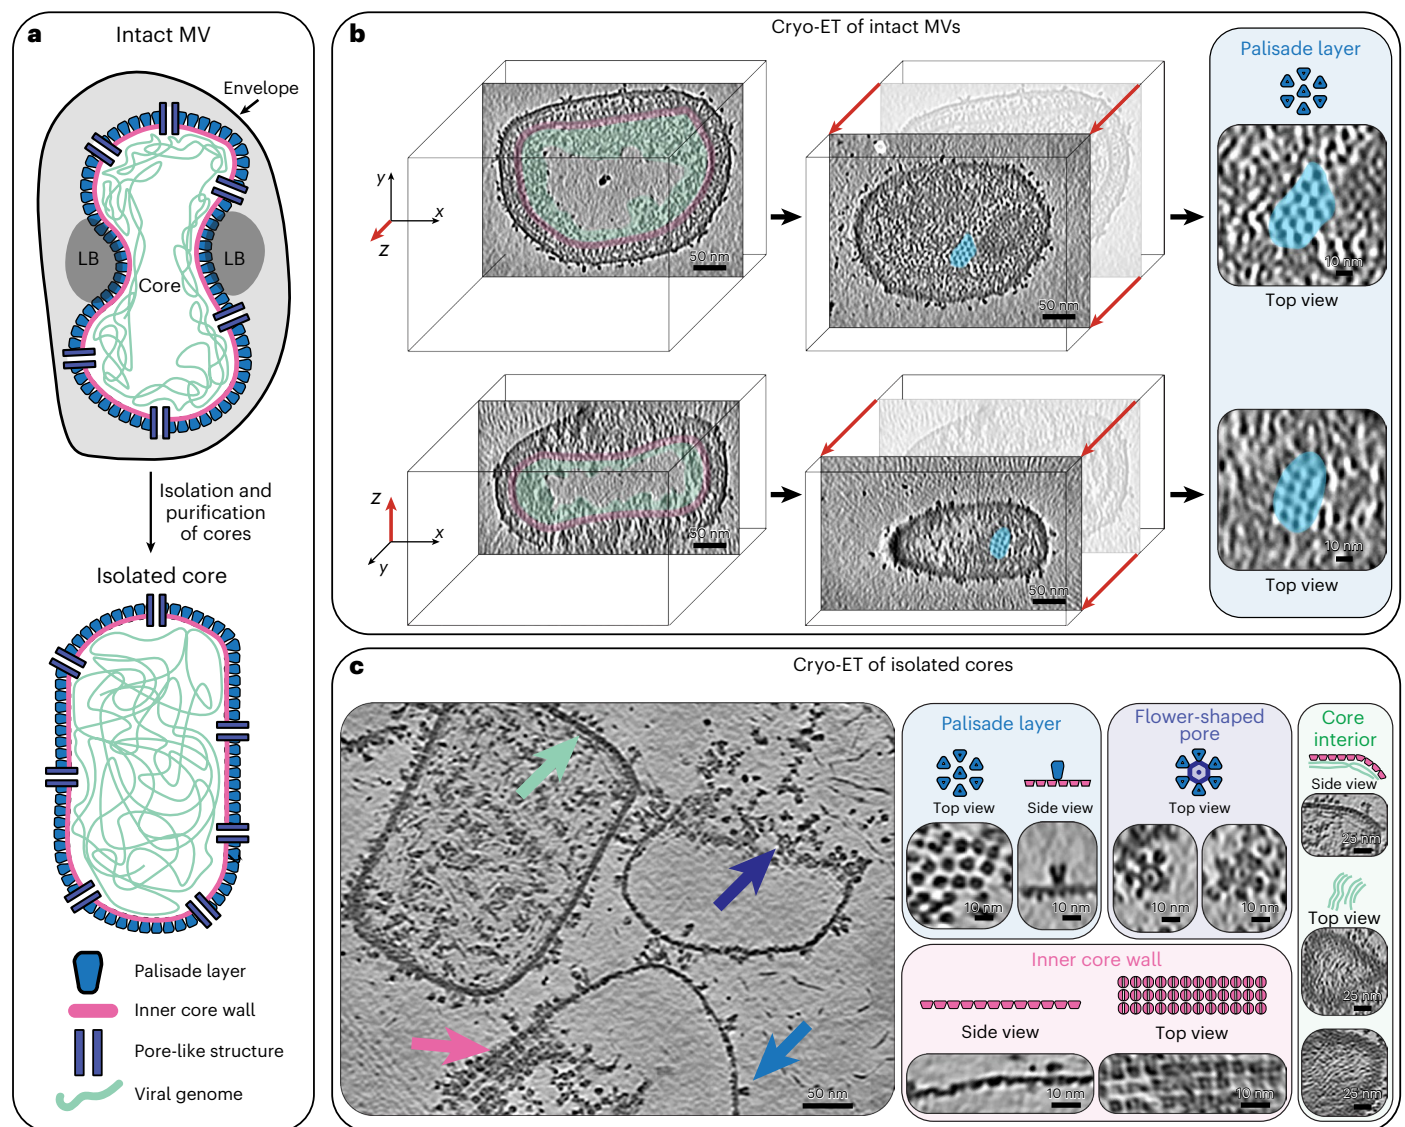 a
Intact MV
Envelope
LB
LB
Core
Isolation and
purification
of cores
Isolated core
Palisade layer
Inner core wall
Pore-like structure
Viral genome
b
Cryo-ET of intact MVs
y
x
z
50 nm
50 nm
z
x
y
50 nm
50 nm
Palisade layer
10 nm
Top view
10 nm
Top view
c
Cryo-ET of isolated cores
50 nm
Palisade layer
Top view
Side view
10 nm
10 nm
Flower-shaped
pore
Top view
10 nm
10 nm
Inner core wall
Side view
Top view
10 nm
10 nm
Core
interior
Side view
25 nm
Top view
25 nm
25 nm